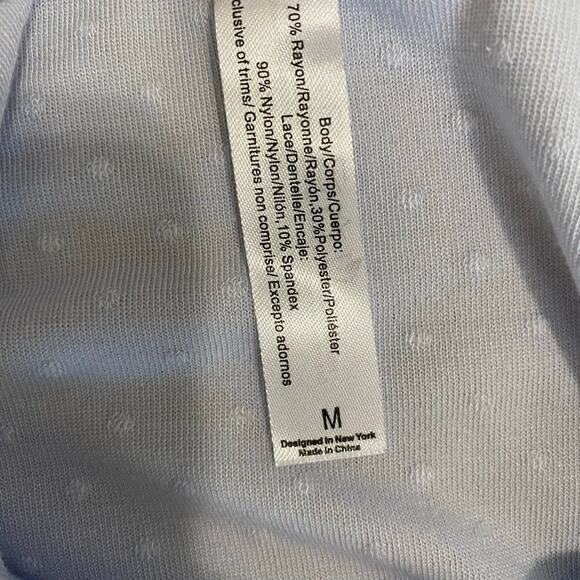 Body/Corps/Cuerpo:
70% Rayon/Rayonne/Rayón,30%Polyester/Poliéster
Lace/Dentelle/Encaje:
90% Nylon/Nylon/Nilón,10% Spandex
clusive of trims/ Garnitures non comprise/ Excepto adornos
M
Designed in New York
Made in China